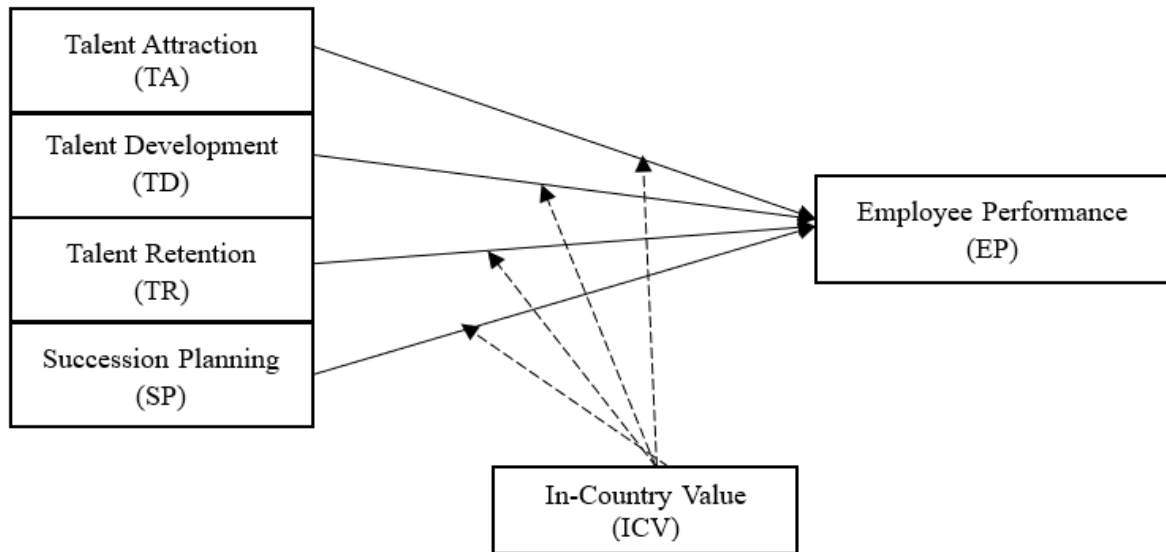 Talent Attraction
(TA)
Talent Development
(TD)
Talent Retention
(TR)
Succession Planning
(SP)
Employee Performance
(EP)
In-Country Value
(ICV)